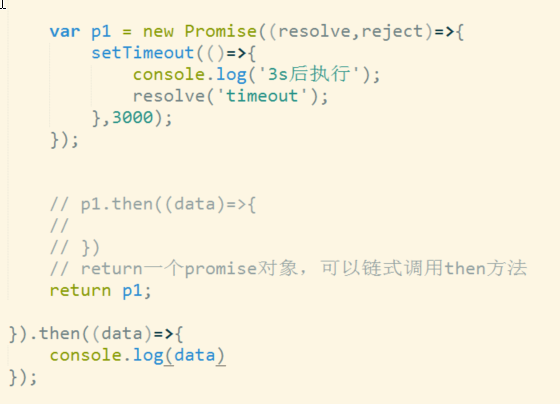 var p1 = new Promise((resolve,reject)=>{
setTimeout(()=>{
console.log('3s后执行');
resolve('timeout');
},3000);
});
// p1.then((data)=>{
//
// })
// return一个promise对象，可以链式调用then方法
return p1;
}).then((data)=>{
console.log(data)
});